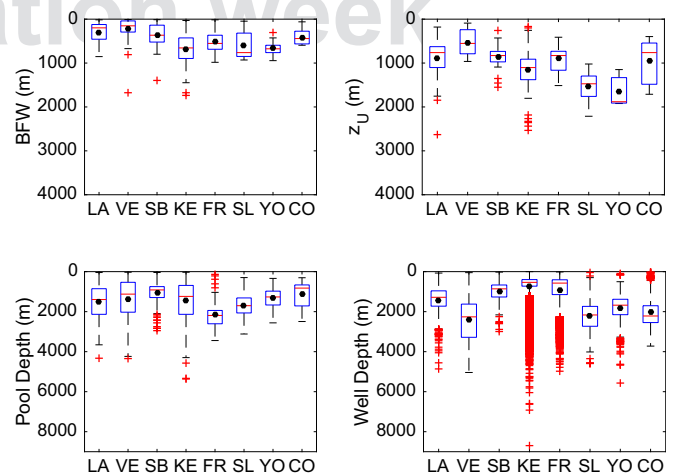 ation week
0
1000
2000
3000
4000
BFW (m)
LA VE SB KE FR SL YO CO
0
1000
2000
3000
4000
z_U (m)
LA VE SB KE FR SL YO CO
0
2000
4000
6000
8000
Pool Depth (m)
LA VE SB KE FR SL YO CO
0
2000
4000
6000
8000
Well Depth (m)
LA VE SB KE FR SL YO CO